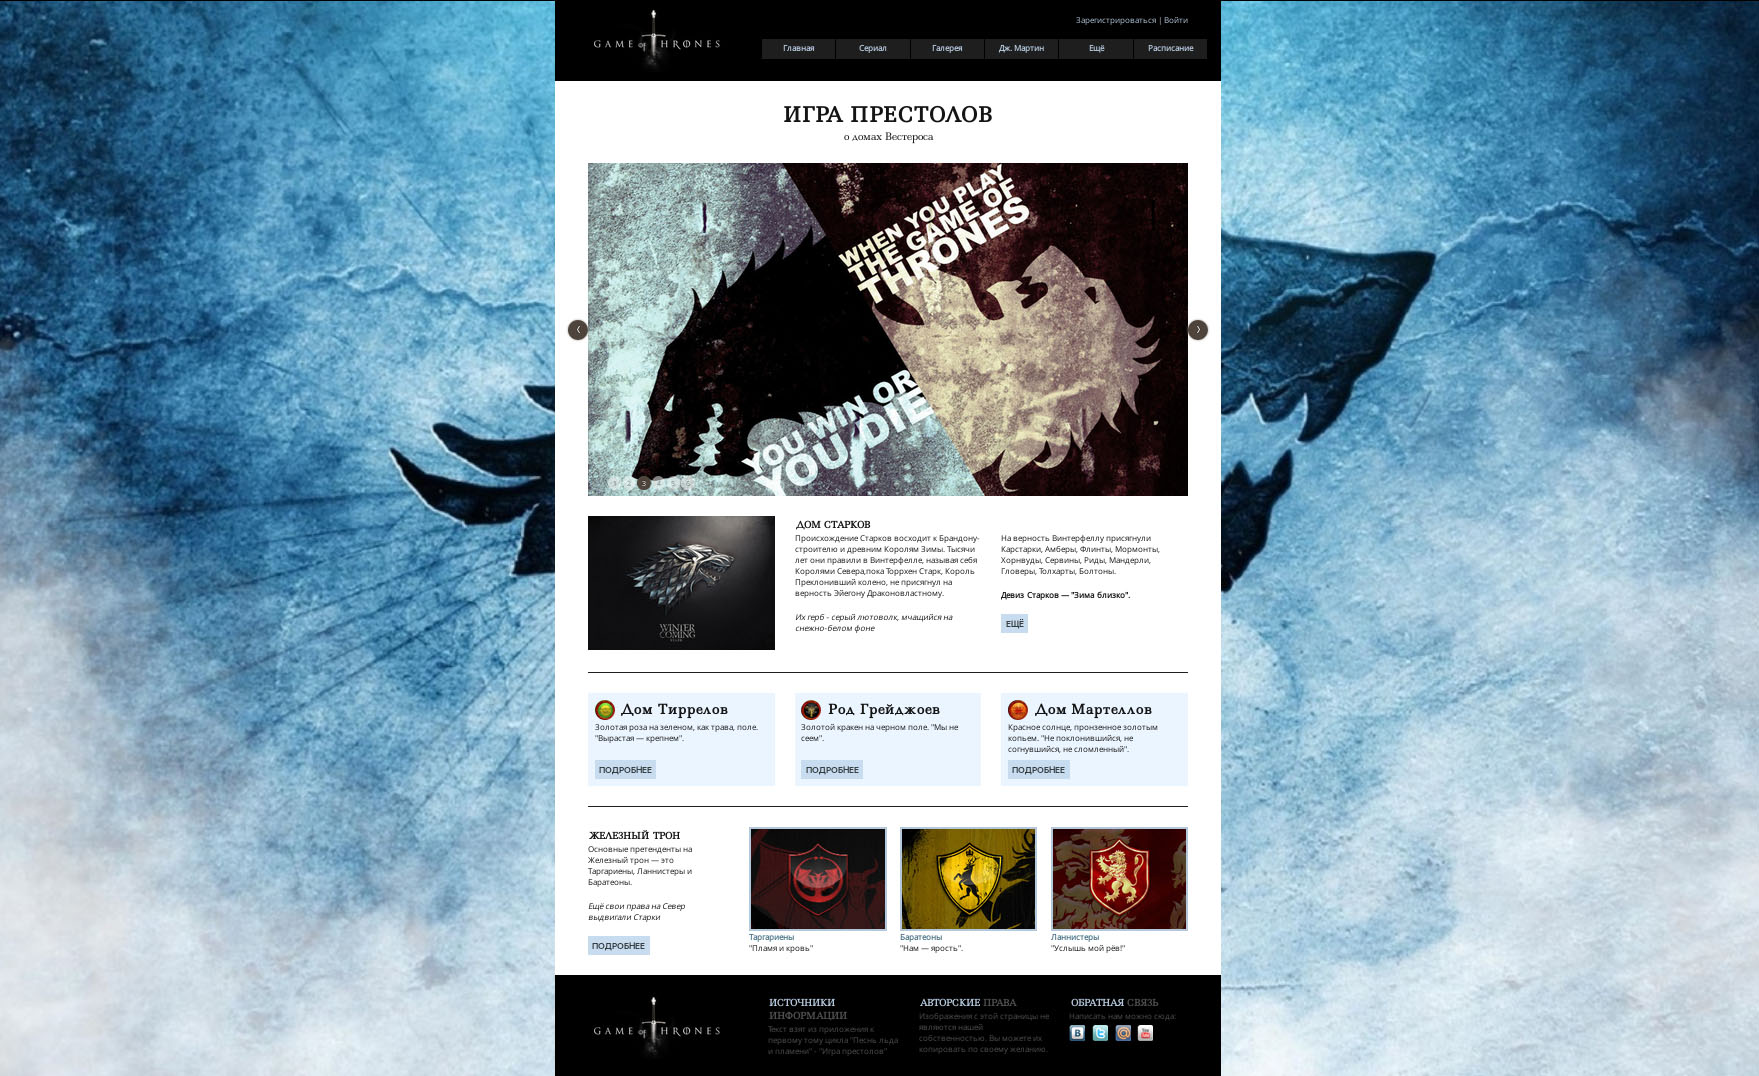 GAME of THRONES
Зарегистрироваться | Войти
Главная
Сериал
Галерея
Дж. Мартин
Ещё
Расписание
ИГРА ПРЕСТОЛОВ
о домах Вестероса
WHEN YOU PLAY
THE GAME OF
THRONES
YOU WIN OR
YOU DIE
3
WINTER
COMING
ДОМ СТАРКОВ
Происхождение Старков восходит к Брандону-
строителю и древним Королям Зимы. Тысячи
лет они правили в Винтерфелле, называя себя
Королями Севера,пока Торрхен Старк, Король
Преклонивший колено, не присягнул на
верность Эйегону Драконовластному.
Их герб - серый лютоволк, мчащийся на
снежно-белом фоне
На верность Винтерфеллу присягнули
Карстарки, Амберы, Флинты, Мормонты,
Хорнвуды, Сервины, Риды, Мандерли,
Гловеры, Толхарты, Болтоны.
Девиз Старков — "Зима близко".
ЕЩЁ
Дом Тиррелов
Золотая роза на зеленом, как трава, поле.
"Вырастая — крепнем".
ПОДРОБНЕЕ
Род Грейджоев
Золотой кракен на черном поле. "Мы не
сеем".
ПОДРОБНЕЕ
Дом Мартеллов
Красное солнце, пронзенное золотым
копьем. "Не поклонившийся, не
согнувшийся, не сломленный".
ПОДРОБНЕЕ
ЖЕЛЕЗНЫЙ ТРОН
Основные претенденты на
Железный трон — это
Таргариены, Ланнистеры и
Баратеоны.
Ещё свои права на Север
выдвигали Старки
ПОДРОБНЕЕ
Таргариены
"Пламя и кровь"
Баратеоны
"Нам — ярость".
Ланнистеры
"Услышь мой рёв!"
GAME of THRONES
ИСТОЧНИКИ
ИНФОРМАЦИИ
Текст взят из приложения к
первому тому цикла "Песнь льда
и пламени" - "Игра престолов"
АВТОРСКИЕ ПРАВА
Изображения с этой страницы не
являются нашей
собственностью. Вы можете их
копировать по своему желанию.
ОБРАТНАЯ СВЯЗЬ
Написать нам можно сюда: